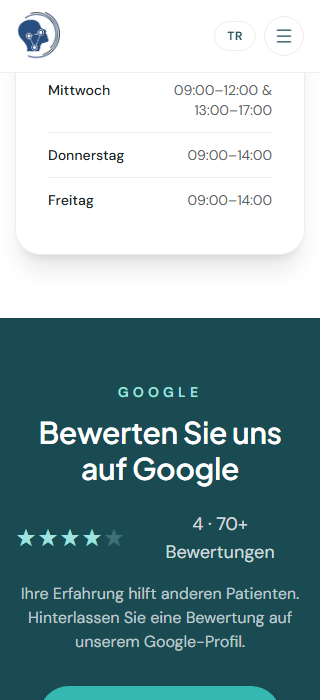 TR
Mittwoch
09:00–12:00 &
13:00–17:00
Donnerstag
09:00–14:00
Freitag
09:00–14:00
GOOGLE
Bewerten Sie uns
auf Google
4 · 70+
Bewertungen
Ihre Erfahrung hilft anderen Patienten.
Hinterlassen Sie eine Bewertung auf
unserem Google-Profil.